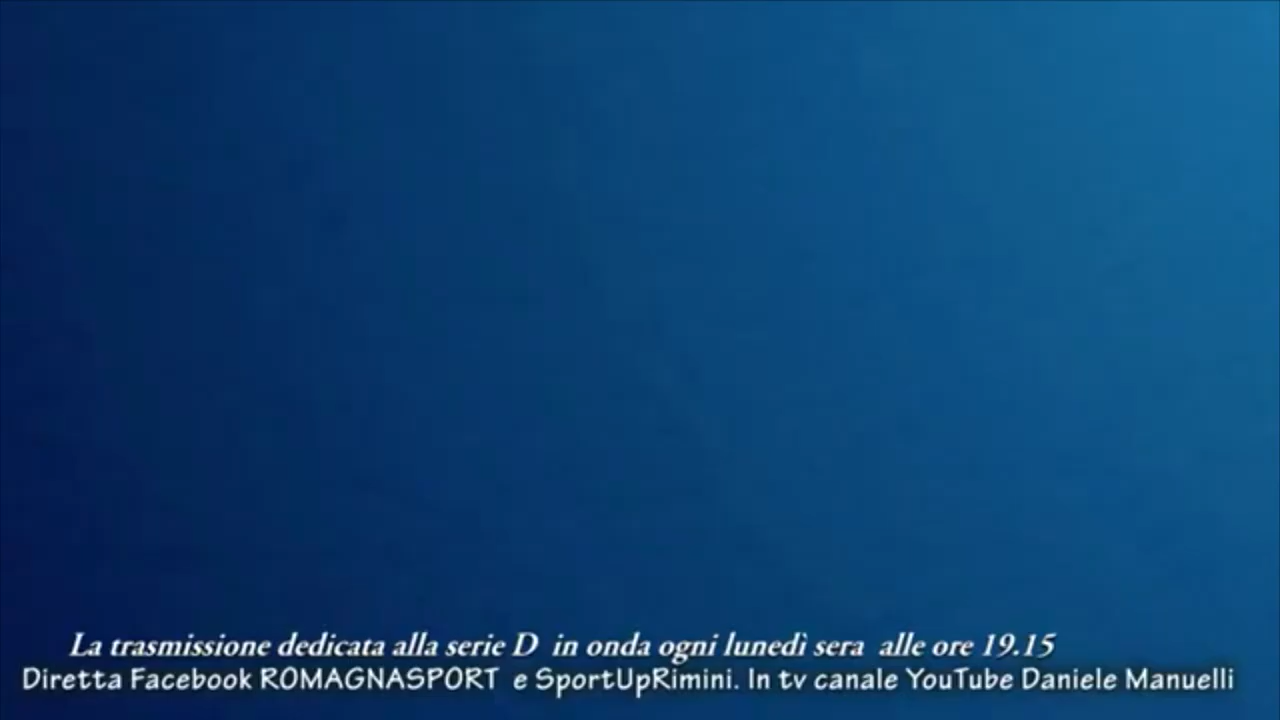 La trasmissione dedicata alla serie D in onda ogni lunedì sera alle ore 19.15
Diretta Facebook ROMAGNASPORT e SportUpRimini. In tv canale YouTube Daniele Manuelli